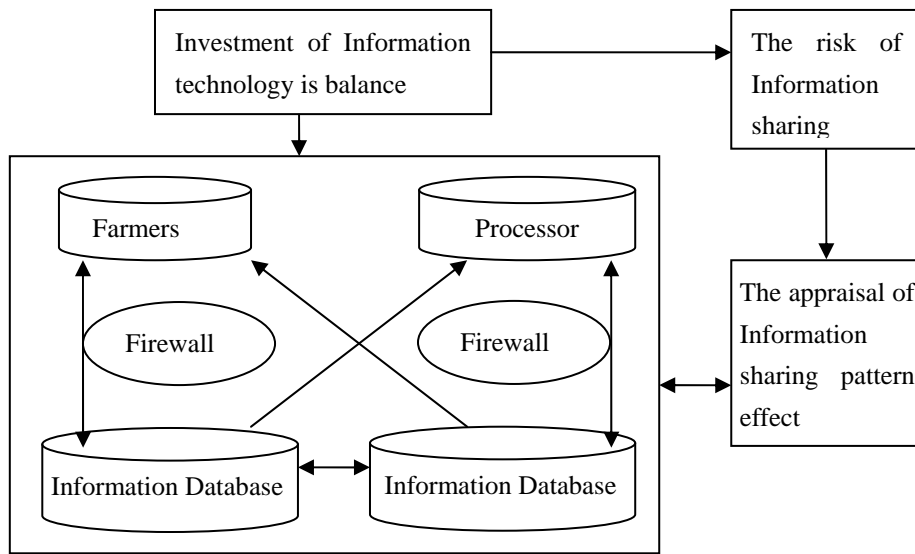 Investment of Information
technology is balance
The risk of
Information
sharing
Farmers
Processor
The appraisal of
Information
sharing pattern
effect
Firewall
Firewall
Information Database
Information Database